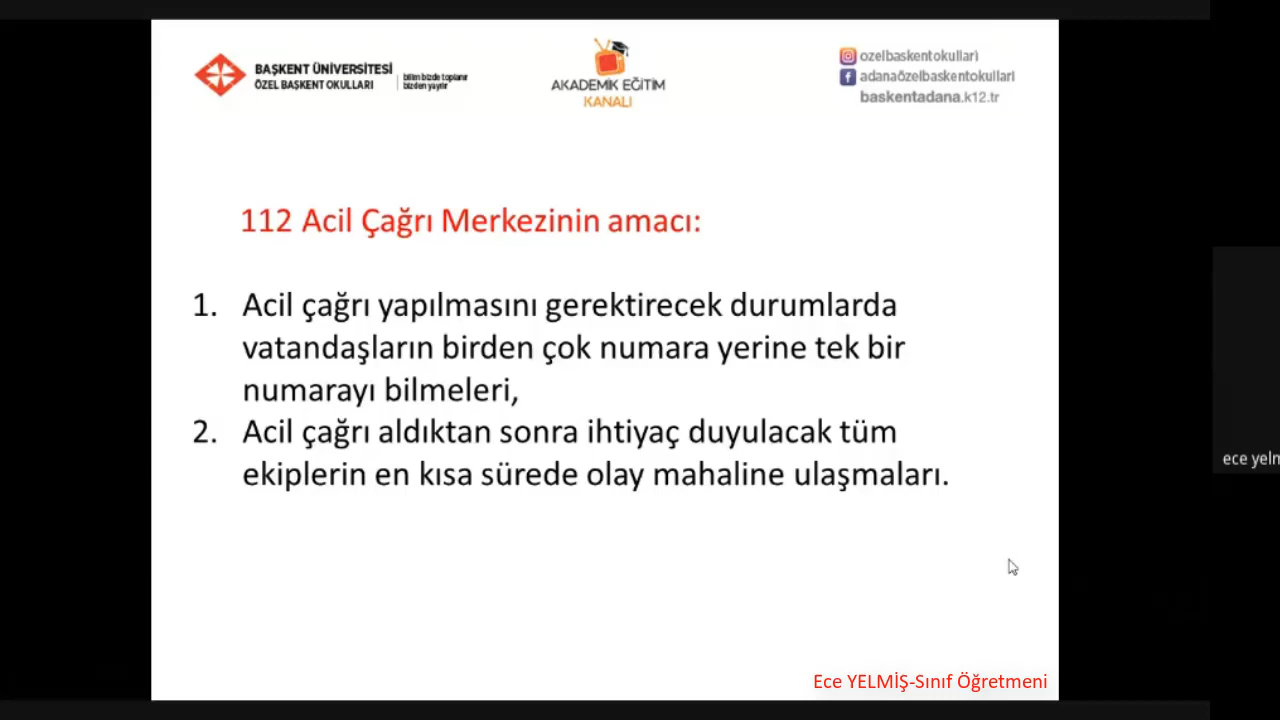 BAŞKENT ÜNİVERSİTESİ
ÖZEL BAŞKENT OKULLARI
bilim bizde toplanır
bizden yayılır
AKADEMİK EĞİTİM
KANALI
ozelbaskentokullari
adanaözelbaskentokullari
baskentadana.k12.tr
112 Acil Çağrı Merkezinin amacı:
1. Acil çağrı yapılmasını gerektirecek durumlarda
vatandaşların birden çok numara yerine tek bir
numarayı bilmeleri,
2. Acil çağrı aldıktan sonra ihtiyaç duyulacak tüm
ekiplerin en kısa sürede olay mahaline ulaşmaları.
ece yelm
Ece YELMİŞ-Sınıf Öğretmeni